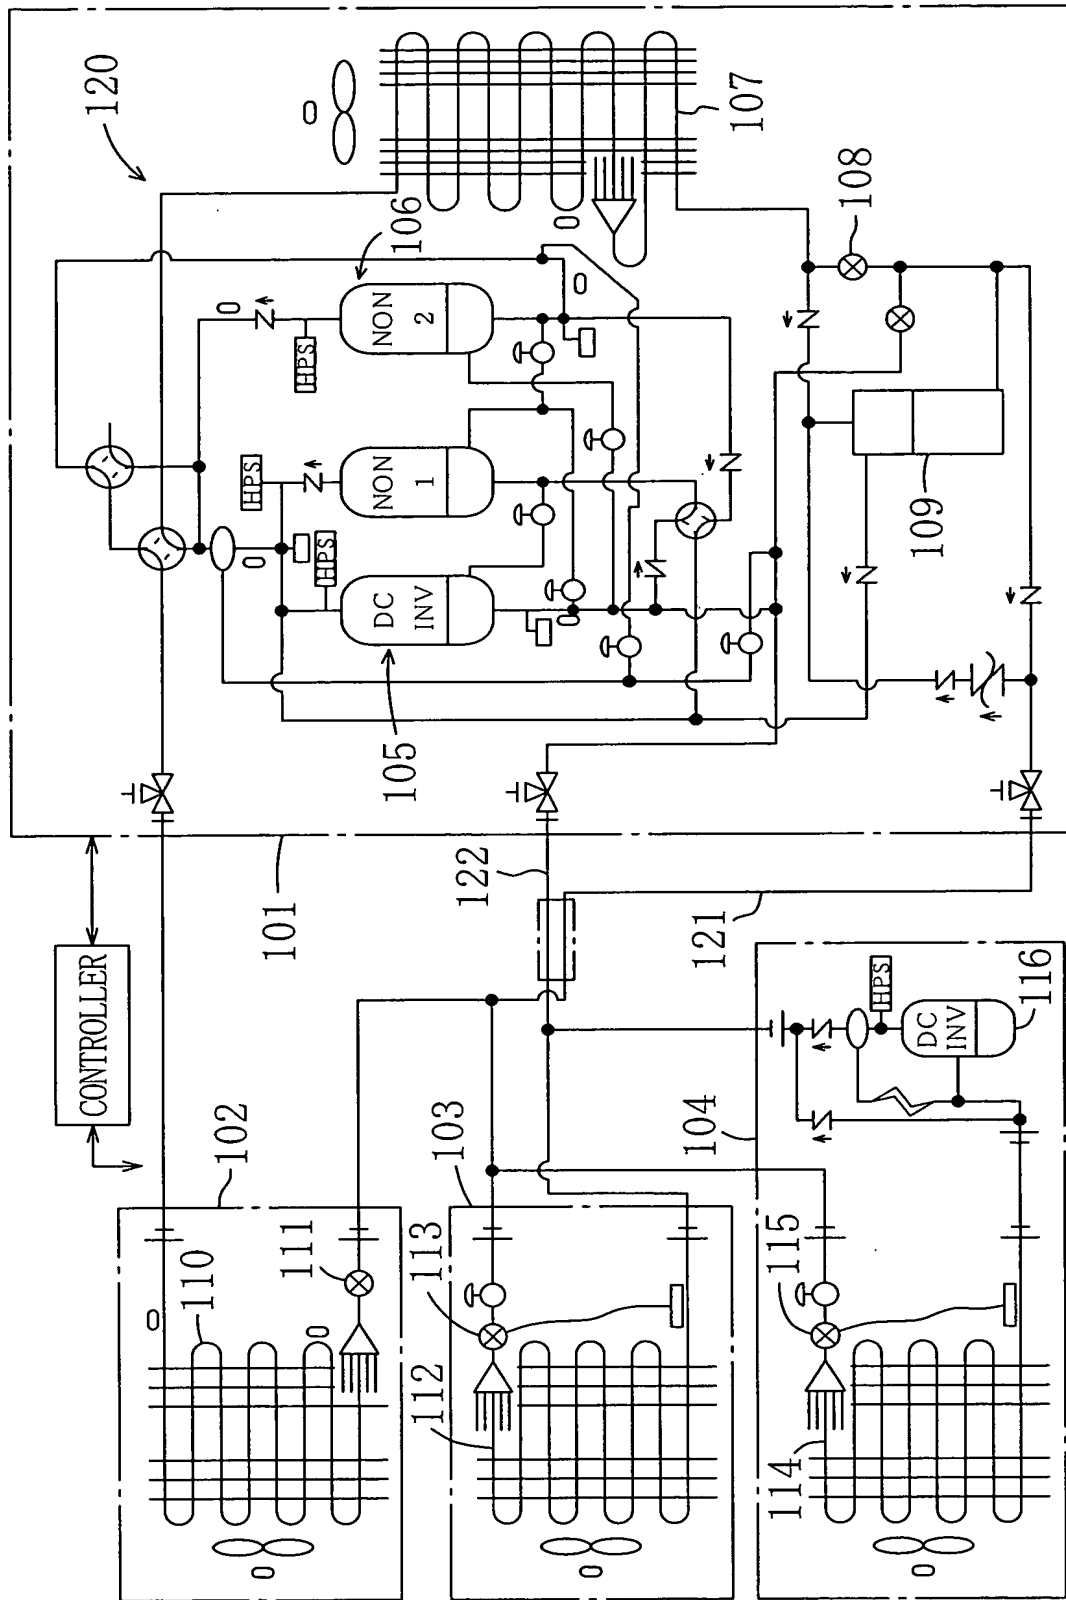 CONTROLLER
120
110
102
HPS
101
111
HPS
HPS
DC
INV
NON
1
NON
2
105
106
112
113
103
122
104
121
107
114
115
108
HPS
DC
INV
109
116